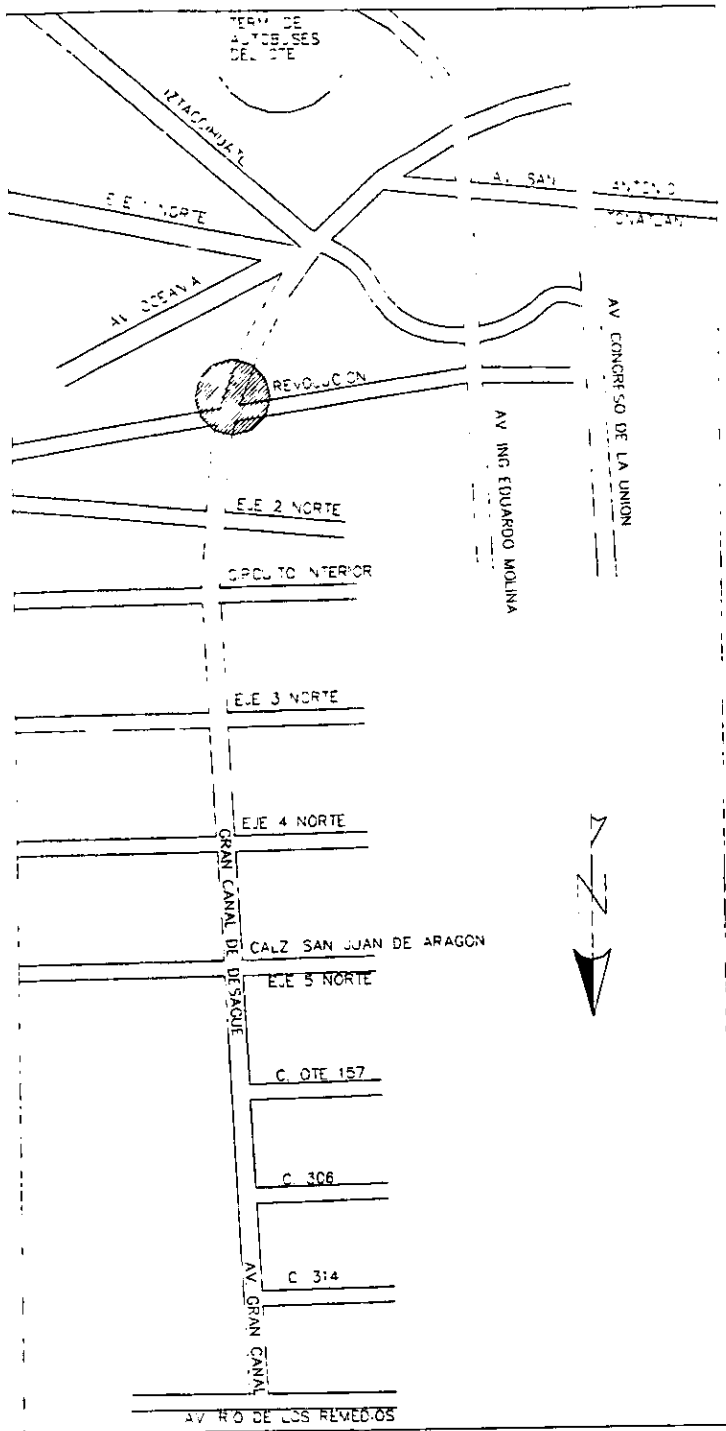 TERM DE
AUTOBUSES
DEL OTE
IZTACCIHUATL
EJE 1 NORTE
AV. OCEANIA
AV. SAN ANTONIO
TOMATLAN
REVOLUCION
AV CONGRESO DE LA UNION
AV ING EDUARDO MOLINA
EJE 2 NORTE
CIRCUITO INTERIOR
EJE 3 NORTE
EJE 4 NORTE
GRAN CANAL DE DESAGUE
CALZ SAN JUAN DE ARAGON
EJE 5 NORTE
C. OTE 157
C. 306
C 314
AV. GRAN CANAL
AV RIO DE LOS REMEDIOS
N